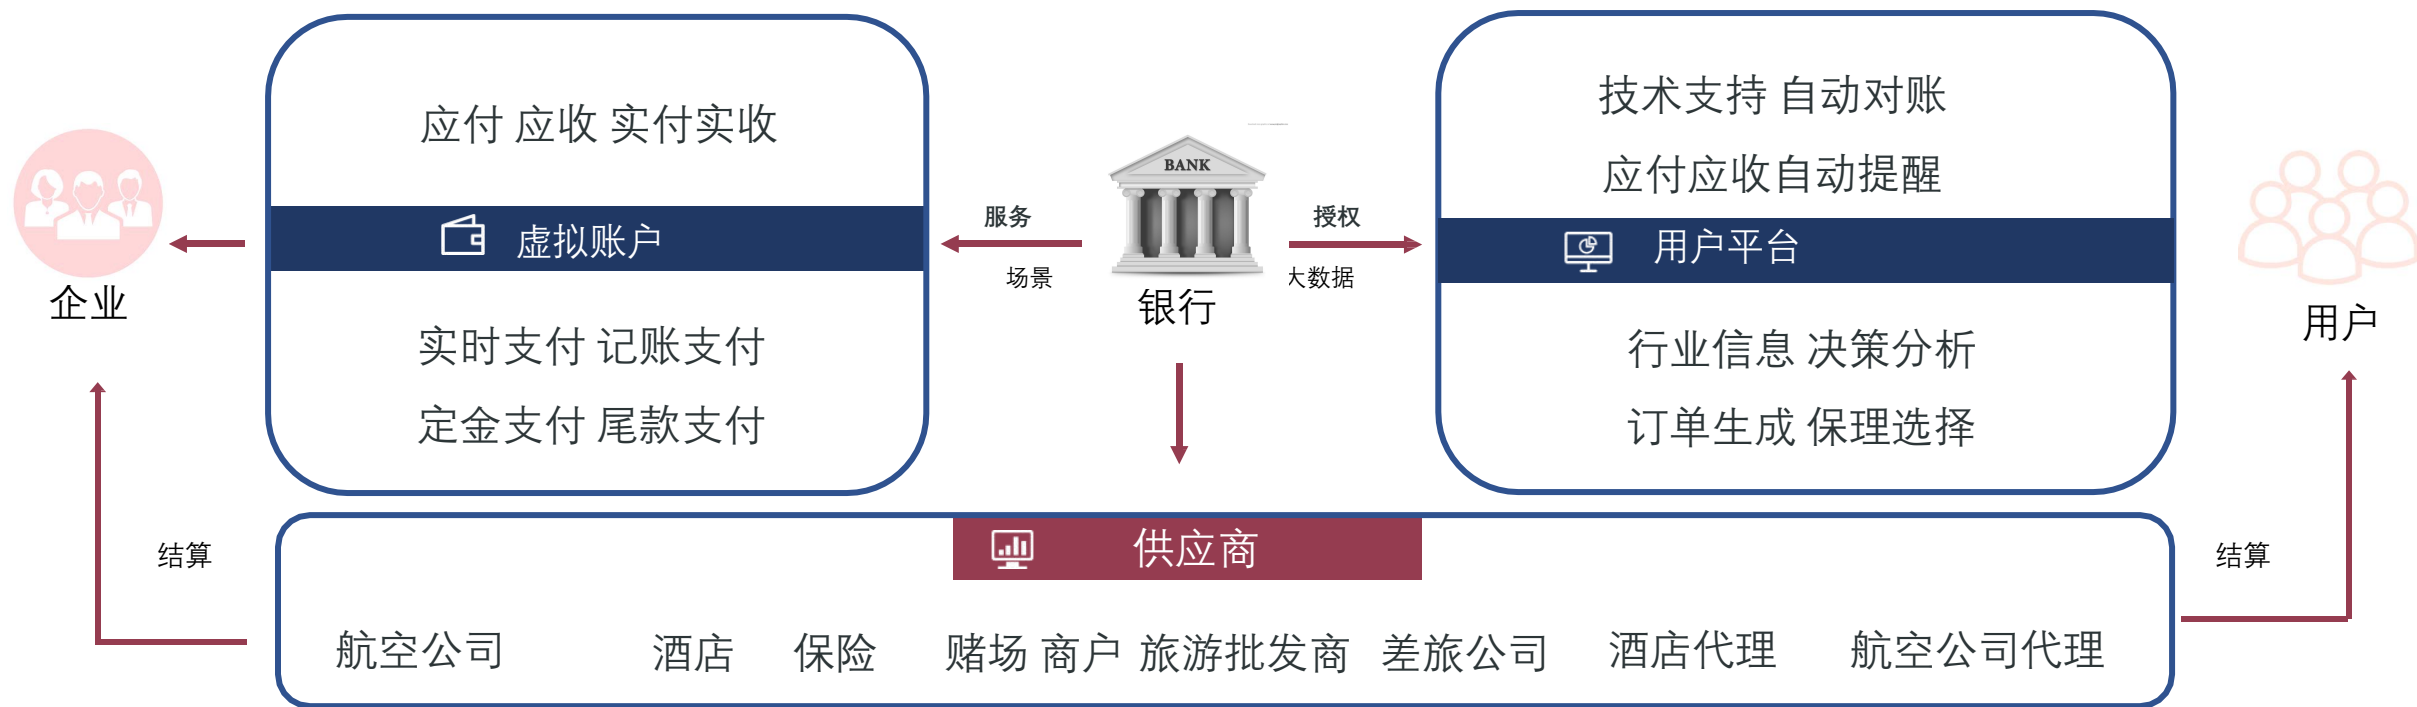 应付 应收 实付实收
虚拟账户
实时支付 记账支付
定金支付 尾款支付
企业
服务
场景
BANK
银行
授权
大数据
技术支持 自动对账
应付应收自动提醒
用户平台
行业信息 决策分析
订单生成 保理选择
用户
结算
供应商
结算
航空公司 酒店 保险 赌场 商户 旅游批发商 差旅公司 酒店代理 航空公司代理